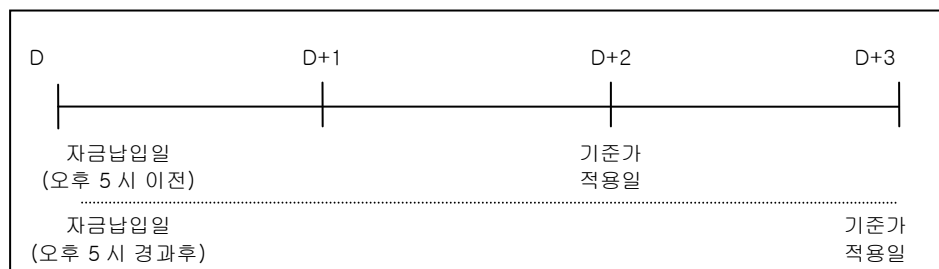 D D+1 D+2 D+3
자금납입일 기준가
(오후 5 시 이전) 적용일
자금납입일 기준가
(오후 5 시 경과후) 적용일